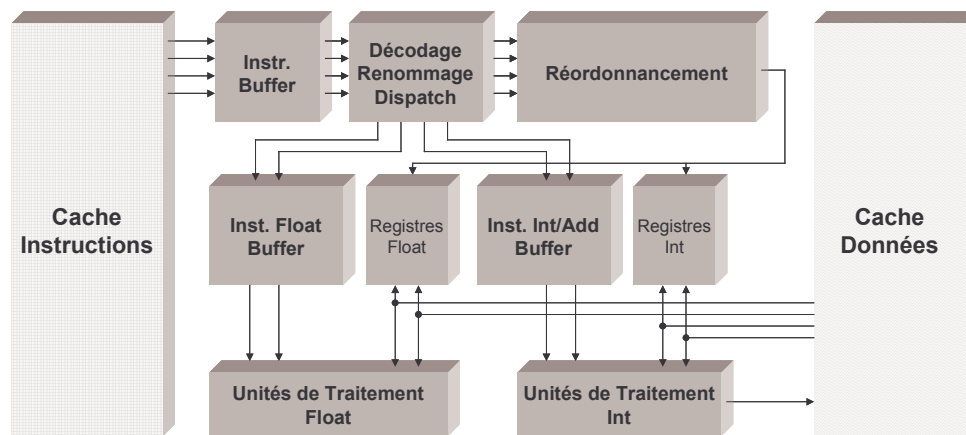 Instr.
Buffer
Décodage
Renommage
Dispatch
Réordonnancement
Cache
Instructions
Inst. Float
Buffer
Registres
Float
Inst. Int/Add
Buffer
Registres
Int
Cache
Données
Unités de Traitement
Float
Unités de Traitement
Int